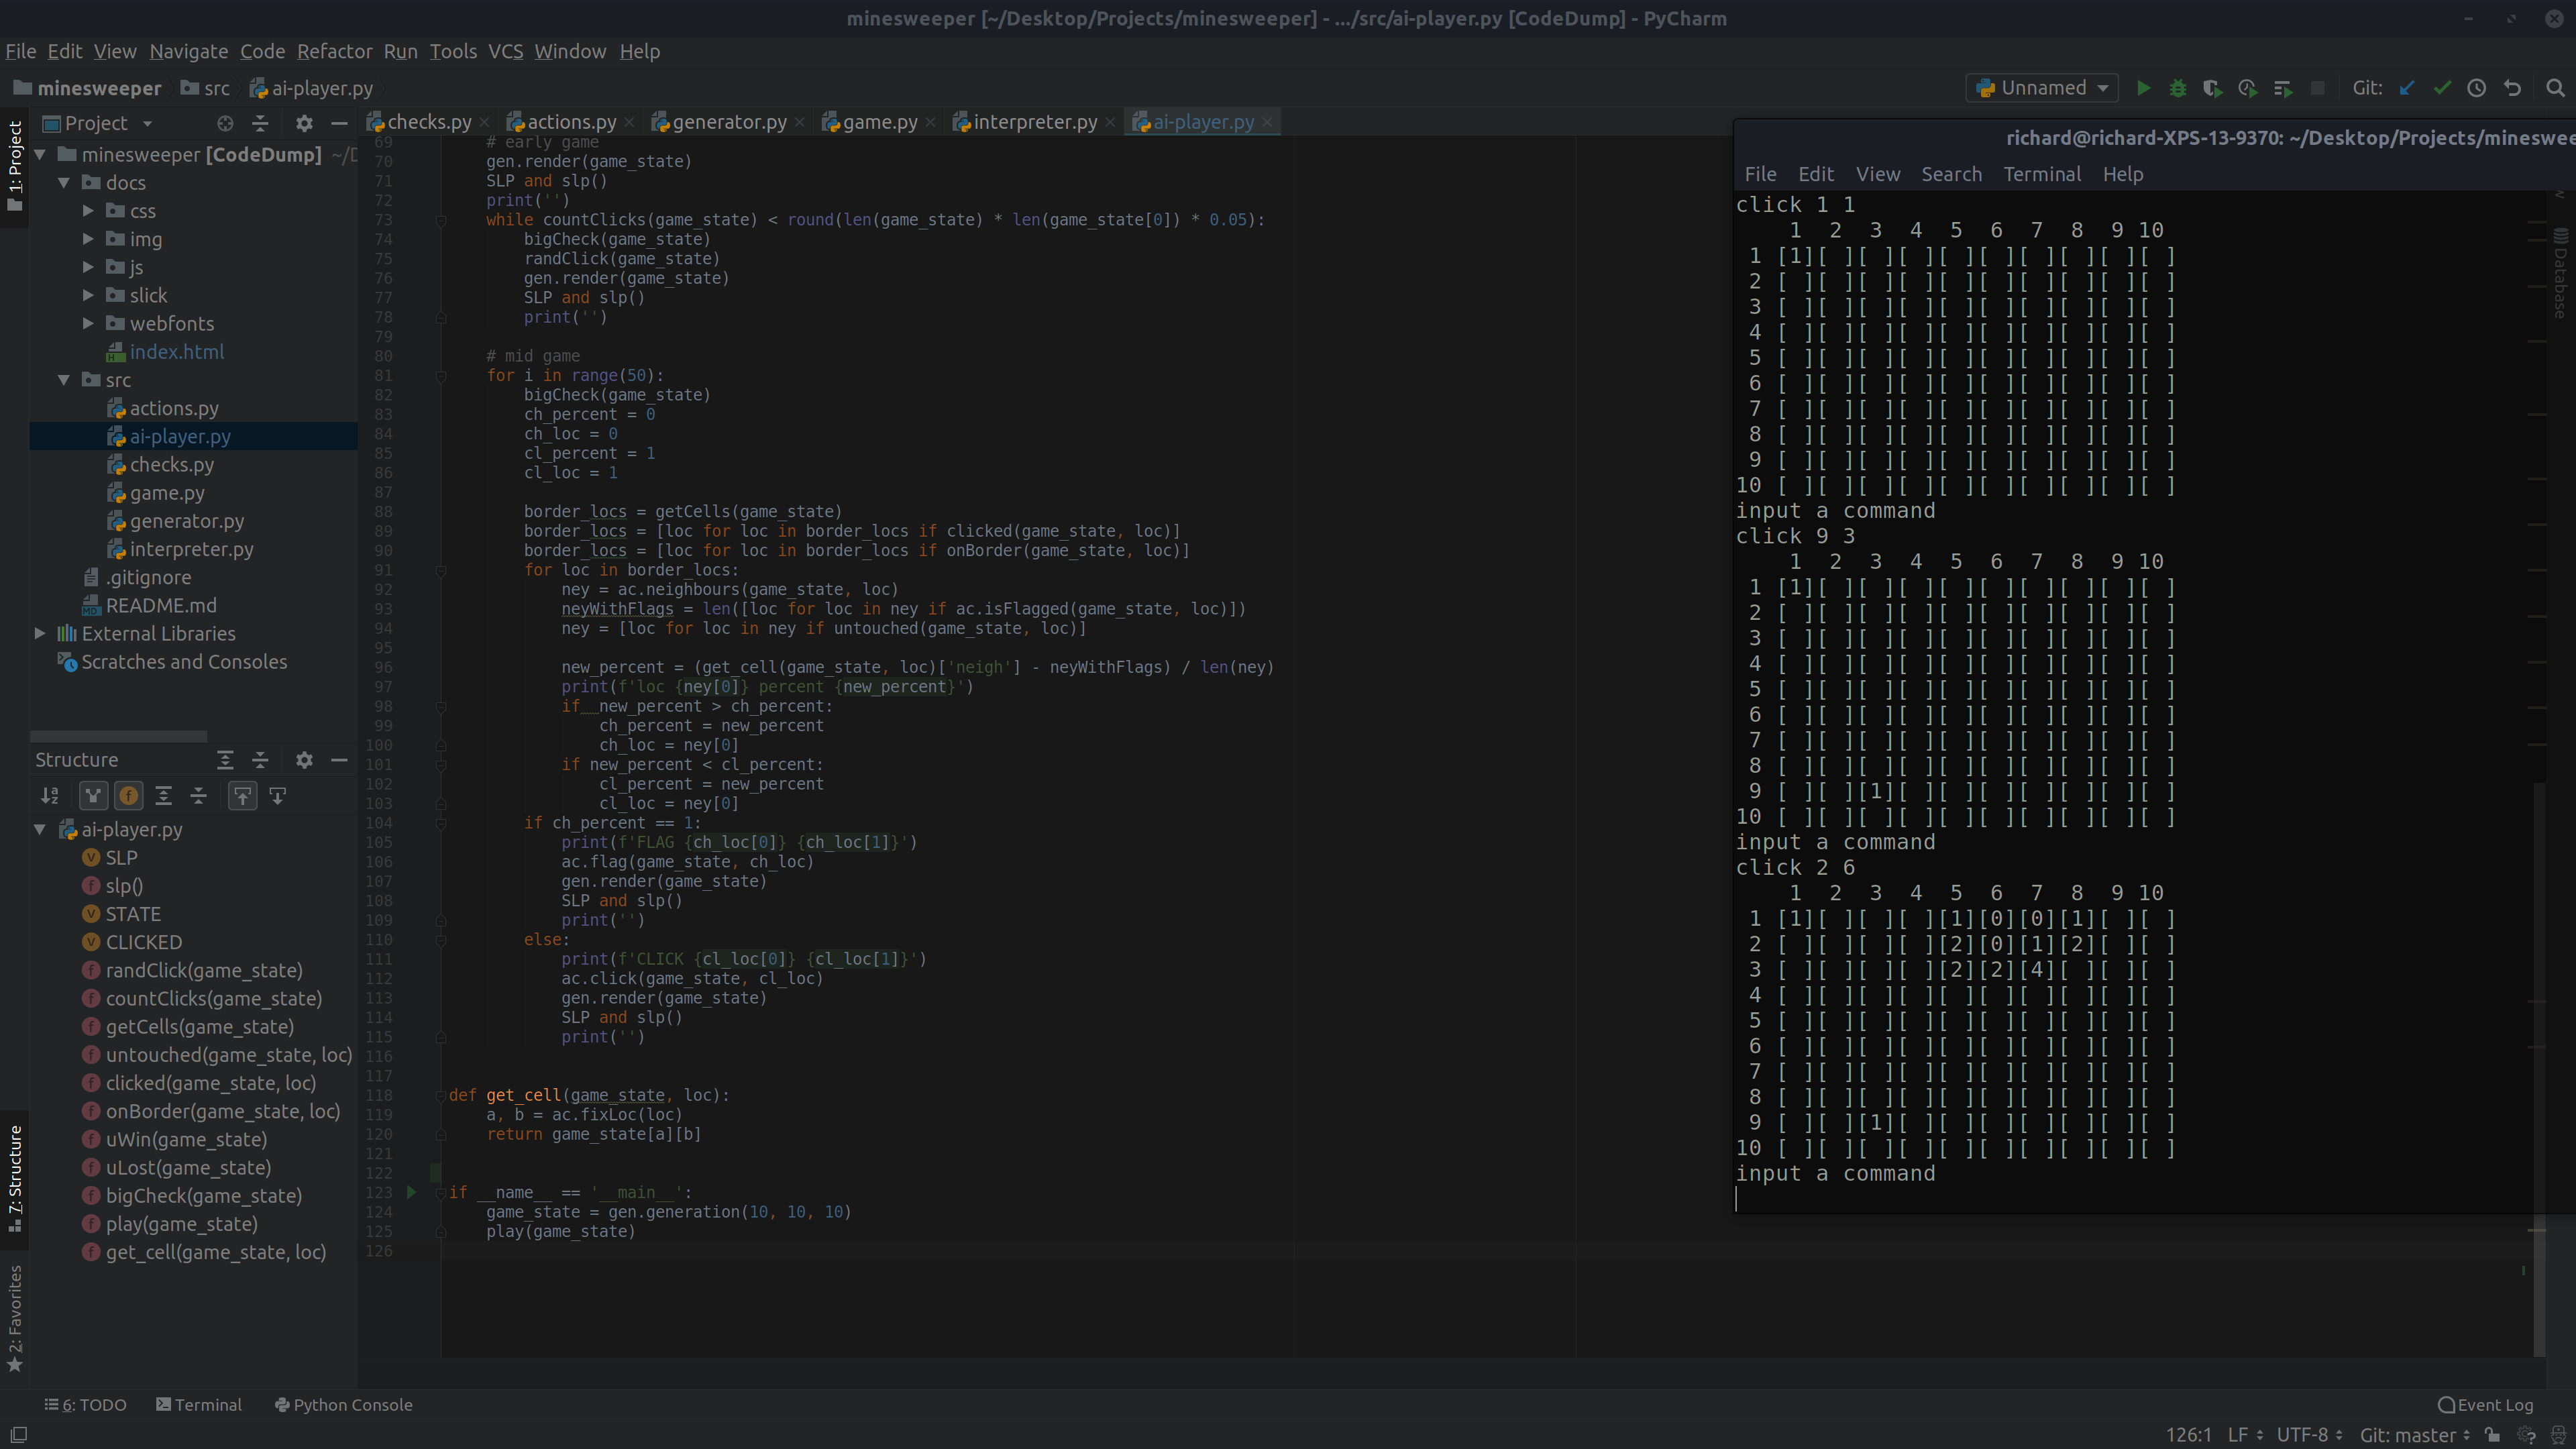 minesweeper [~/Desktop/Projects/minesweeper] - .../src/ai-player.py [CodeDump] - PyCharm
File Edit View Navigate Code Refactor Run Tools VCS Window Help
minesweeper src ai-player.py
Unnamed Git:
1: Project
Project
minesweeper [CodeDump] ~/D
docs
css
img
js
slick
webfonts
index.html
src
actions.py
ai-player.py
checks.py
game.py
generator.py
interpreter.py
.gitignore
README.md
External Libraries
Scratches and Consoles
Structure
ai-player.py
SLP
slp()
STATE
CLICKED
randClick(game_state)
countClicks(game_state)
getCells(game_state)
untouched(game_state, loc)
clicked(game_state, loc)
onBorder(game_state, loc)
uWin(game_state)
uLost(game_state)
bigCheck(game_state)
play(game_state)
get_cell(game_state, loc)
7: Structure
2: Favorites
checks.py actions.py generator.py game.py interpreter.py ai-player.py
69 # early game
70 gen.render(game_state)
71 SLP and slp()
72 print('')
73 while countClicks(game_state) < round(len(game_state) * len(game_state[0]) * 0.05):
74 bigCheck(game_state)
75 randClick(game_state)
76 gen.render(game_state)
77 SLP and slp()
78 print('')
79
80 # mid game
81 for i in range(50):
82 bigCheck(game_state)
83 ch_percent = 0
84 ch_loc = 0
85 cl_percent = 1
86 cl_loc = 1
87
88 border_locs = getCells(game_state)
89 border_locs = [loc for loc in border_locs if clicked(game_state, loc)]
90 border_locs = [loc for loc in border_locs if onBorder(game_state, loc)]
91 for loc in border_locs:
92 ney = ac.neighbours(game_state, loc)
93 neyWithFlags = len([loc for loc in ney if ac.isFlagged(game_state, loc)])
94 ney = [loc for loc in ney if untouched(game_state, loc)]
95
96 new_percent = (get_cell(game_state, loc)['neigh'] - neyWithFlags) / len(ney)
97 print(f'loc {ney[0]} percent {new_percent}')
98 if  new_percent > ch_percent:
99 ch_percent = new_percent
100 ch_loc = ney[0]
101 if new_percent < cl_percent:
102 cl_percent = new_percent
103 cl_loc = ney[0]
104 if ch_percent == 1:
105 print(f'FLAG {ch_loc[0]} {ch_loc[1]}')
106 ac.flag(game_state, ch_loc)
107 gen.render(game_state)
108 SLP and slp()
109 print('')
110 else:
111 print(f'CLICK {cl_loc[0]} {cl_loc[1]}')
112 ac.click(game_state, cl_loc)
113 gen.render(game_state)
114 SLP and slp()
115 print('')
116
117
118 def get_cell(game_state, loc):
119 a, b = ac.fixLoc(loc)
120 return game_state[a][b]
121
122
123 if __name__ == '__main__':
124 game_state = gen.generation(10, 10, 10)
125 play(game_state)
126
richard@richard-XPS-13-9370: ~/Desktop/Projects/mineswee
File Edit View Search Terminal Help
click 1 1
1 2 3 4 5 6 7 8 9 10
1 [1][ ][ ][ ][ ][ ][ ][ ][ ][ ]
2 [ ][ ][ ][ ][ ][ ][ ][ ][ ][ ]
3 [ ][ ][ ][ ][ ][ ][ ][ ][ ][ ]
4 [ ][ ][ ][ ][ ][ ][ ][ ][ ][ ]
5 [ ][ ][ ][ ][ ][ ][ ][ ][ ][ ]
6 [ ][ ][ ][ ][ ][ ][ ][ ][ ][ ]
7 [ ][ ][ ][ ][ ][ ][ ][ ][ ][ ]
8 [ ][ ][ ][ ][ ][ ][ ][ ][ ][ ]
9 [ ][ ][ ][ ][ ][ ][ ][ ][ ][ ]
10 [ ][ ][ ][ ][ ][ ][ ][ ][ ][ ]
input a command
click 9 3
1 2 3 4 5 6 7 8 9 10
1 [1][ ][ ][ ][ ][ ][ ][ ][ ][ ]
2 [ ][ ][ ][ ][ ][ ][ ][ ][ ][ ]
3 [ ][ ][ ][ ][ ][ ][ ][ ][ ][ ]
4 [ ][ ][ ][ ][ ][ ][ ][ ][ ][ ]
5 [ ][ ][ ][ ][ ][ ][ ][ ][ ][ ]
6 [ ][ ][ ][ ][ ][ ][ ][ ][ ][ ]
7 [ ][ ][ ][ ][ ][ ][ ][ ][ ][ ]
8 [ ][ ][ ][ ][ ][ ][ ][ ][ ][ ]
9 [ ][ ][1][ ][ ][ ][ ][ ][ ][ ]
10 [ ][ ][ ][ ][ ][ ][ ][ ][ ][ ]
input a command
click 2 6
1 2 3 4 5 6 7 8 9 10
1 [1][ ][ ][ ][1][0][0][1][ ][ ]
2 [ ][ ][ ][ ][2][0][1][2][ ][ ]
3 [ ][ ][ ][ ][2][2][4][ ][ ][ ]
4 [ ][ ][ ][ ][ ][ ][ ][ ][ ][ ]
5 [ ][ ][ ][ ][ ][ ][ ][ ][ ][ ]
6 [ ][ ][ ][ ][ ][ ][ ][ ][ ][ ]
7 [ ][ ][ ][ ][ ][ ][ ][ ][ ][ ]
8 [ ][ ][ ][ ][ ][ ][ ][ ][ ][ ]
9 [ ][ ][1][ ][ ][ ][ ][ ][ ][ ]
10 [ ][ ][ ][ ][ ][ ][ ][ ][ ][ ]
input a command
Database
6: TODO Terminal Python Console Event Log
126:1 LF UTF-8 Git: master